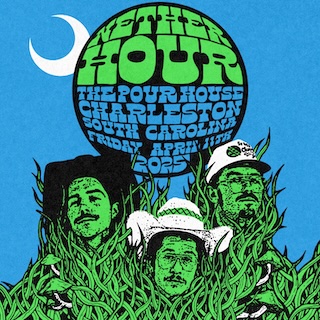 NETHER
HOUR
THE POUR HOUSE
CHARLESTON
SOUTH CAROLINA
FRIDAY APRIL 11TH
2025